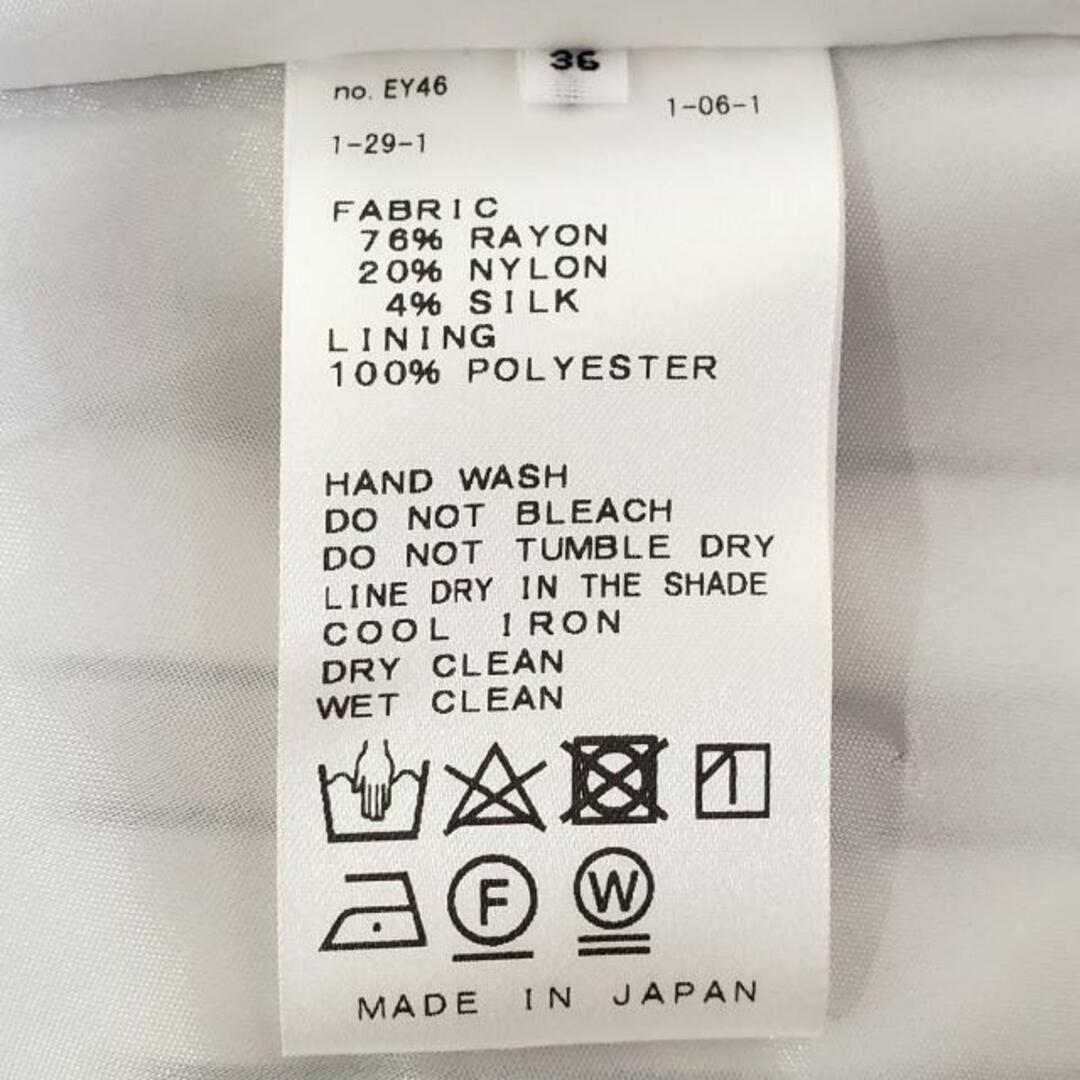 36
no. EY46
1-06-1
1-29-1
FABRIC
76% RAYON
20% NYLON
4% SILK
LINING
100% POLYESTER
HAND WASH
DO NOT BLEACH
DO NOT TUMBLE DRY
LINE DRY IN THE SHADE
COOL IRON
DRY CLEAN
WET CLEAN
F W
MADE IN JAPAN